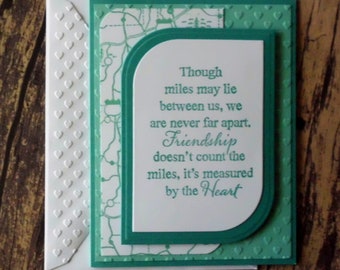 Though
miles may lie
between us, we
are never far apart.
Friendship
doesn't count the
miles, it's measured
by the Heart